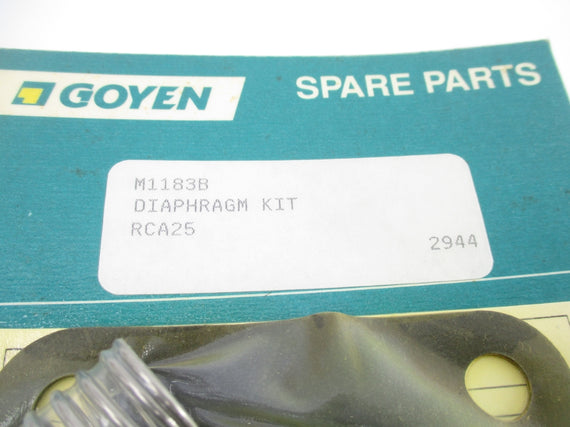 GOYEN
SPARE PARTS
M1183B
DIAPHRAGM KIT
RCA25
2944